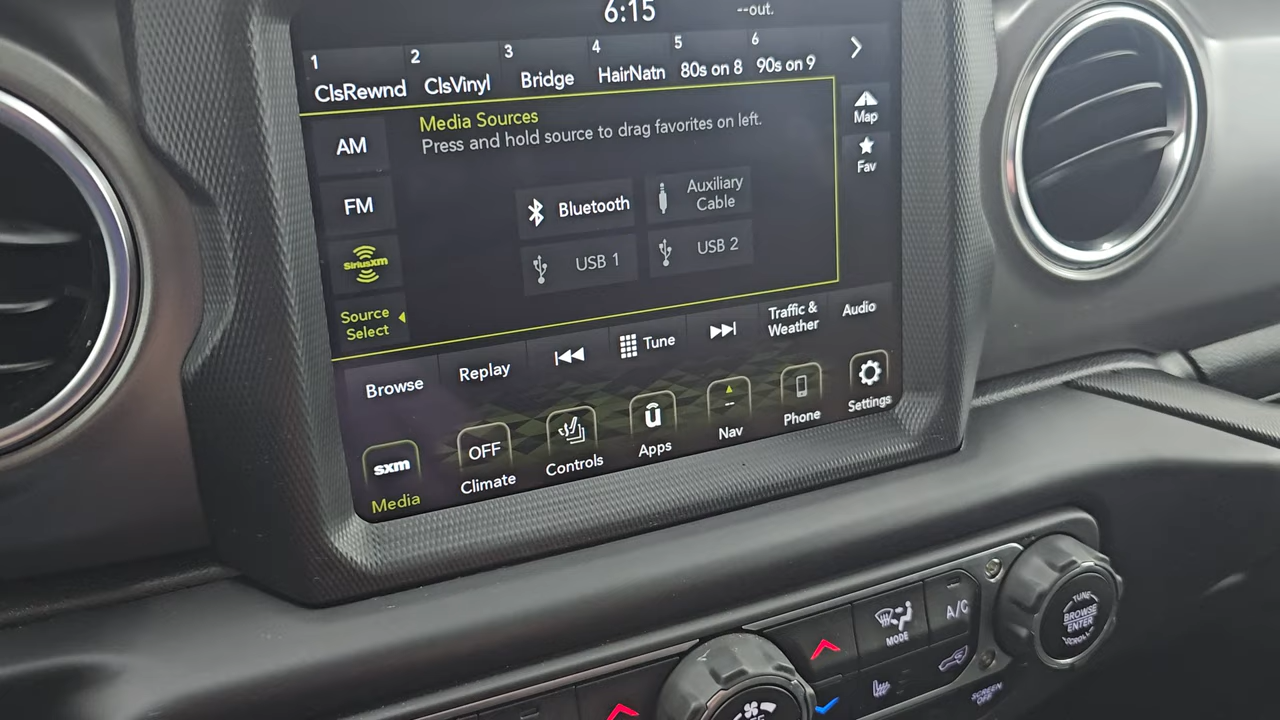 6:15
--out.
1 ClsRewnd
2 ClsVinyl
3 Bridge
4 HairNatn
5 80s on 8
6 90s on 9
Media Sources
Press and hold source to drag favorites on left.
AM
FM
SiriusXM
Source
Select
Bluetooth
Auxiliary
Cable
USB 1
USB 2
Map
Fav
Browse
Replay
Tune
Traffic &
Weather
Audio
sxm
Media
OFF
Climate
Controls
Apps
Nav
Phone
Settings
MODE
A/C
TUNE
BROWSE
ENTER
SCROLL
SCREEN
OFF